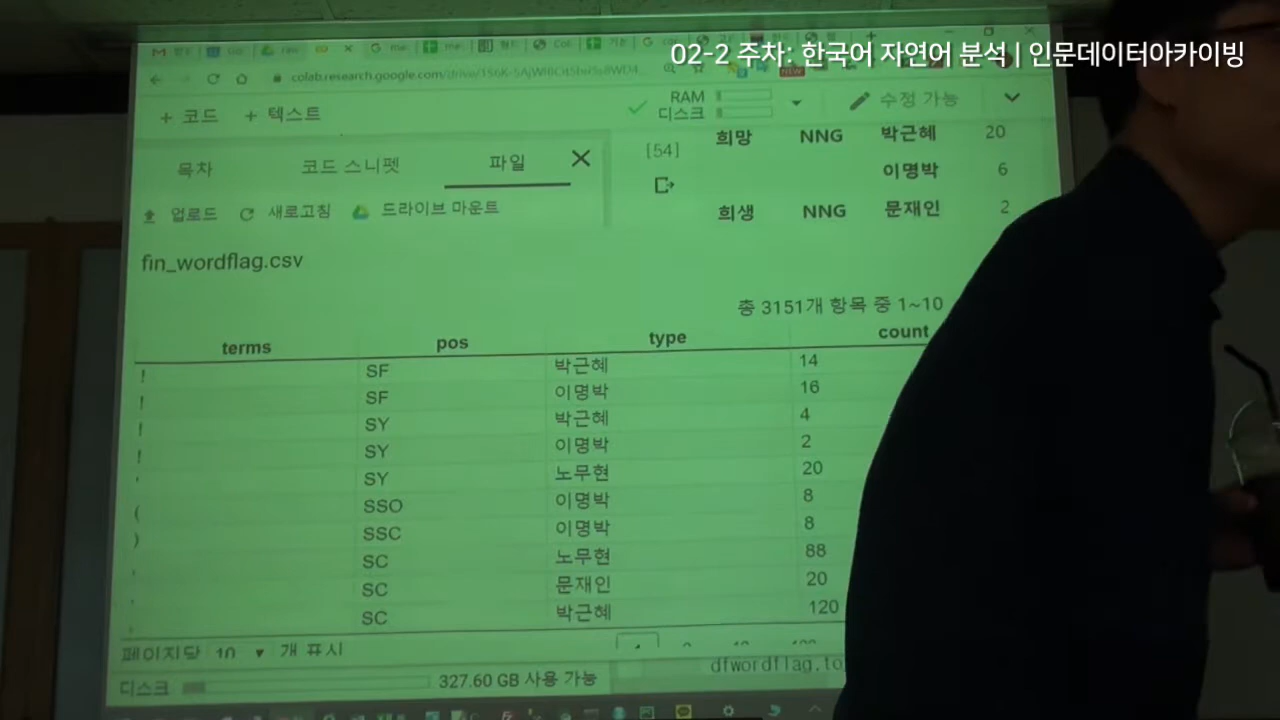 02-2 주차: 한국어 자연어 분석 | 인문데이터아카이빙
+ 코드 + 텍스트
RAM
디스크
수정 가능
목차 코드 스니펫 파일
업로드 새로고침 드라이브 마운트
[54]
희망 NNG 박근혜 20
이명박 6
희생 NNG 문재인 2
fin_wordflag.csv
총 3151개 항목 중 1~10
terms pos type count
! SF 박근혜 14
! SF 이명박 16
! SY 박근혜 4
! SY 이명박 2
' SY 노무현 20
( SSO 이명박 8
) SSC 이명박 8
, SC 노무현 88
, SC 문재인 20
, SC 박근혜 120
페이지당 10 개 표시
dfwordflag.to
디스크 327.60 GB 사용 가능